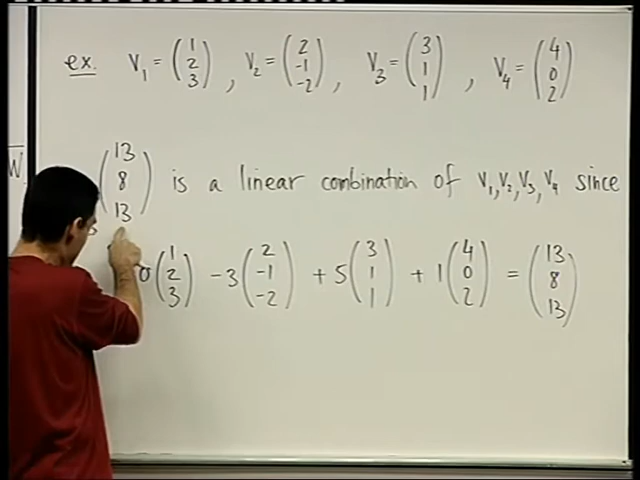 ex. V₁ = (1 2 3), V₂ = (2 -1 -2), V₃ = (3 1 1), V₄ = (4 0 2)
W
(13 8 13) is a linear combination of V₁, V₂, V₃, V₄ since
0(1 2 3) -3(2 -1 -2) +5(3 1 1) +1(4 0 2) = (13 8 13)